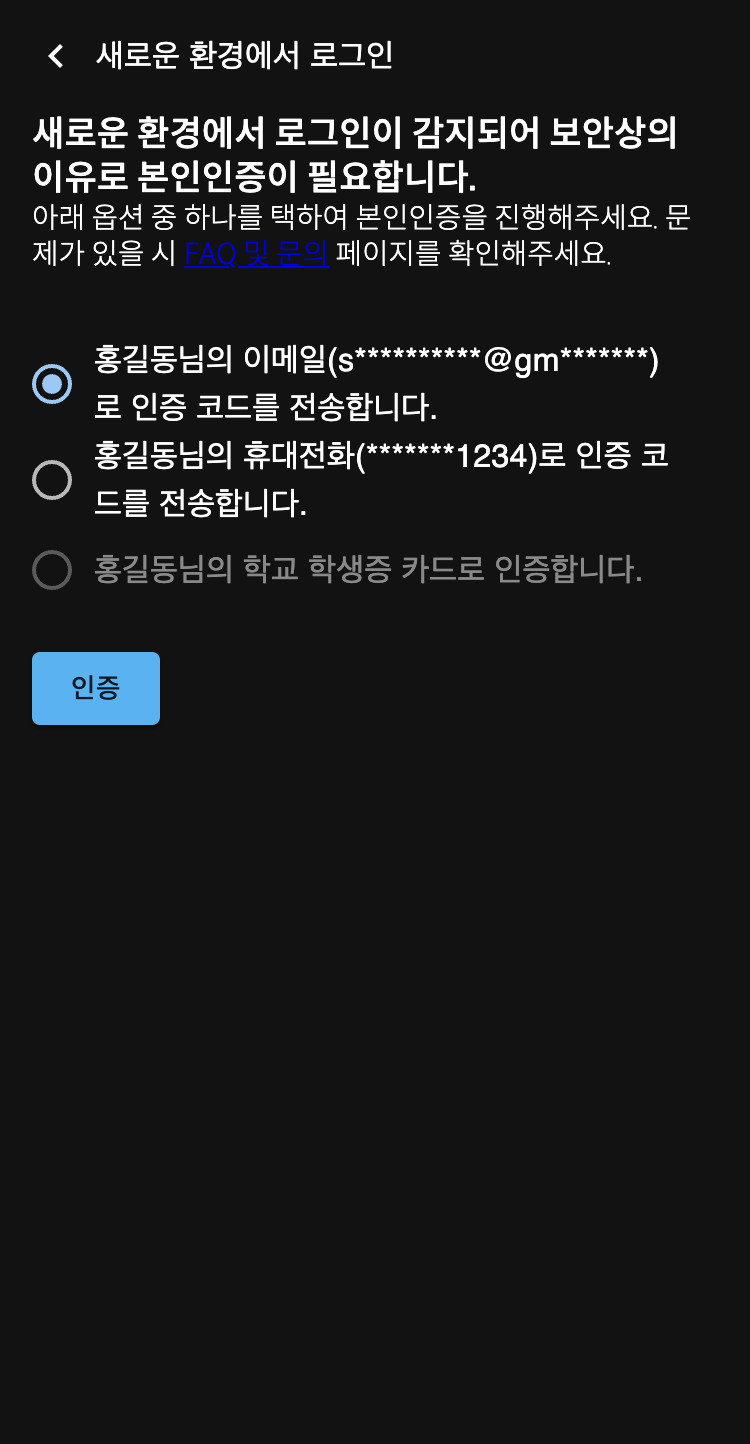 새로운 환경에서 로그인
새로운 환경에서 로그인이 감지되어 보안상의
이유로 본인인증이 필요합니다.
아래 옵션 중 하나를 택하여 본인인증을 진행해주세요. 문
제가 있을 시 FAQ 및 문의 페이지를 확인해주세요.
홍길동님의 이메일(s**********@gm*******)
로 인증 코드를 전송합니다.
홍길동님의 휴대전화(*******1234)로 인증 코
드를 전송합니다.
홍길동님의 학교 학생증 카드로 인증합니다.
인증